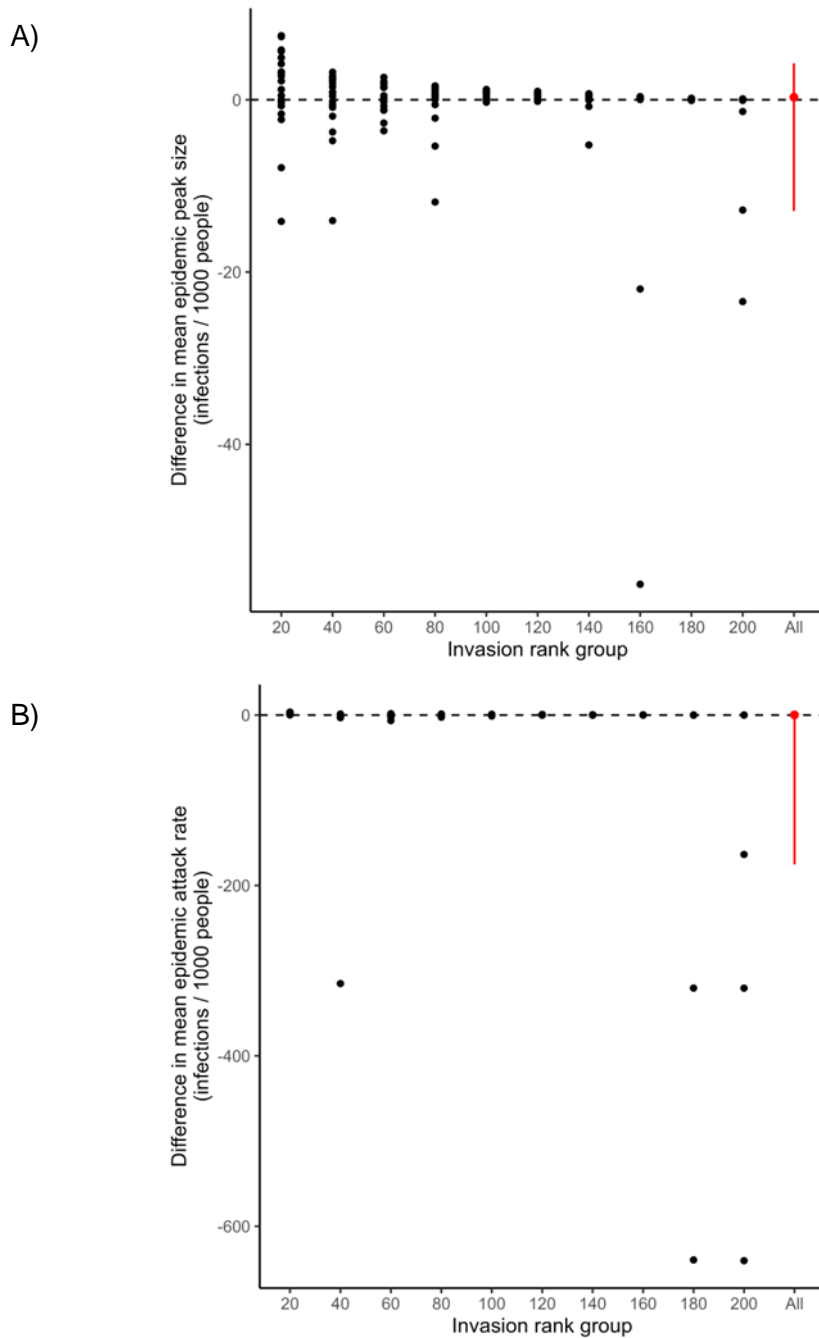 A)
Difference in mean epidemic peak size
(infections / 1000 people)
0
-20
-40
20 40 60 80 100 120 140 160 180 200 All
Invasion rank group
B)
Difference in mean epidemic attack rate
(infections / 1000 people)
0
-200
-400
-600
20 40 60 80 100 120 140 160 180 200 All
Invasion rank group